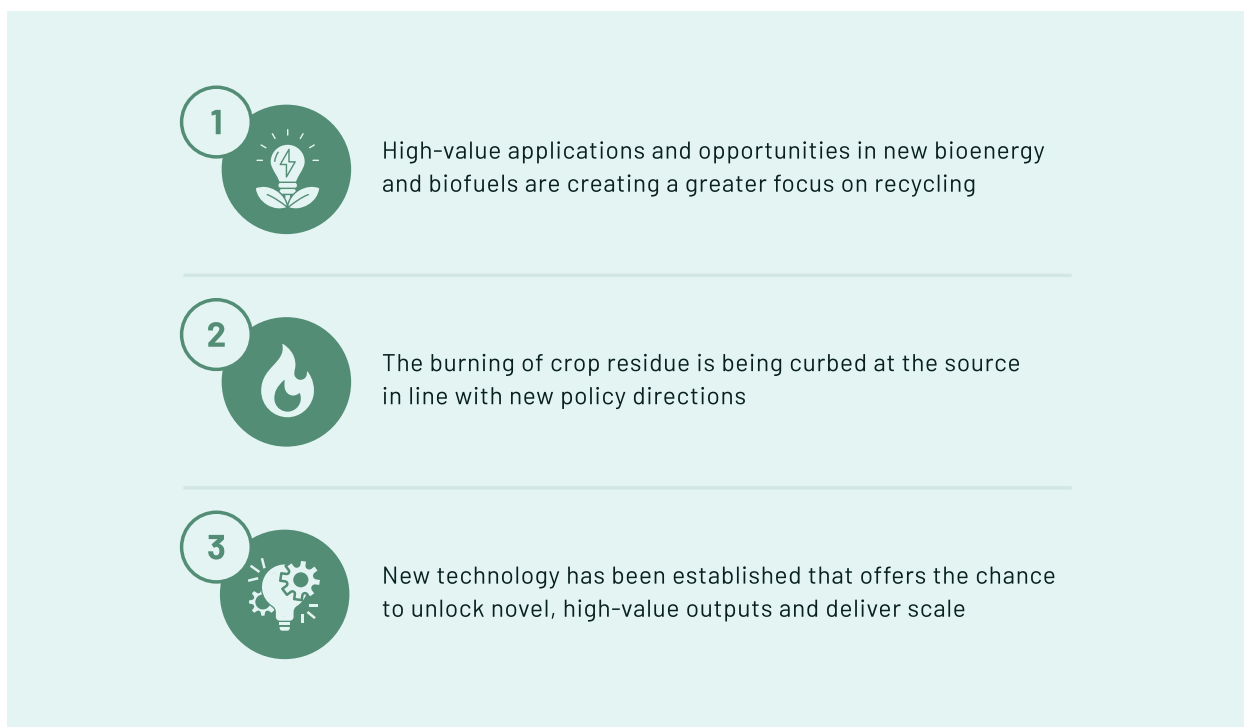 1
High-value applications and opportunities in new bioenergy
and biofuels are creating a greater focus on recycling
2
The burning of crop residue is being curbed at the source
in line with new policy directions
3
New technology has been established that offers the chance
to unlock novel, high-value outputs and deliver scale